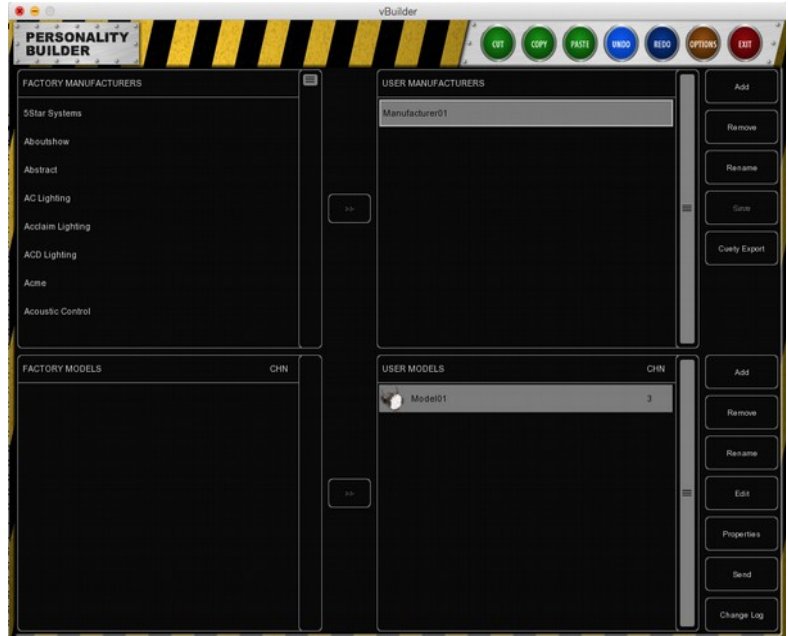 vBuilder
PERSONALITY
BUILDER
CUT COPY PASTE UNDO REDO OPTIONS EXIT
FACTORY MANUFACTURERS
5Star Systems
Aboutshow
Abstract
AC Lighting
Acclaim Lighting
ACD Lighting
Acme
Acoustic Control
>>
USER MANUFACTURERS
Manufacturer01
Add
Remove
Rename
Save
Cuety Export
FACTORY MODELS CHN
>>
USER MODELS CHN
Model01 3
Add
Remove
Rename
Edit
Properties
Send
Change Log